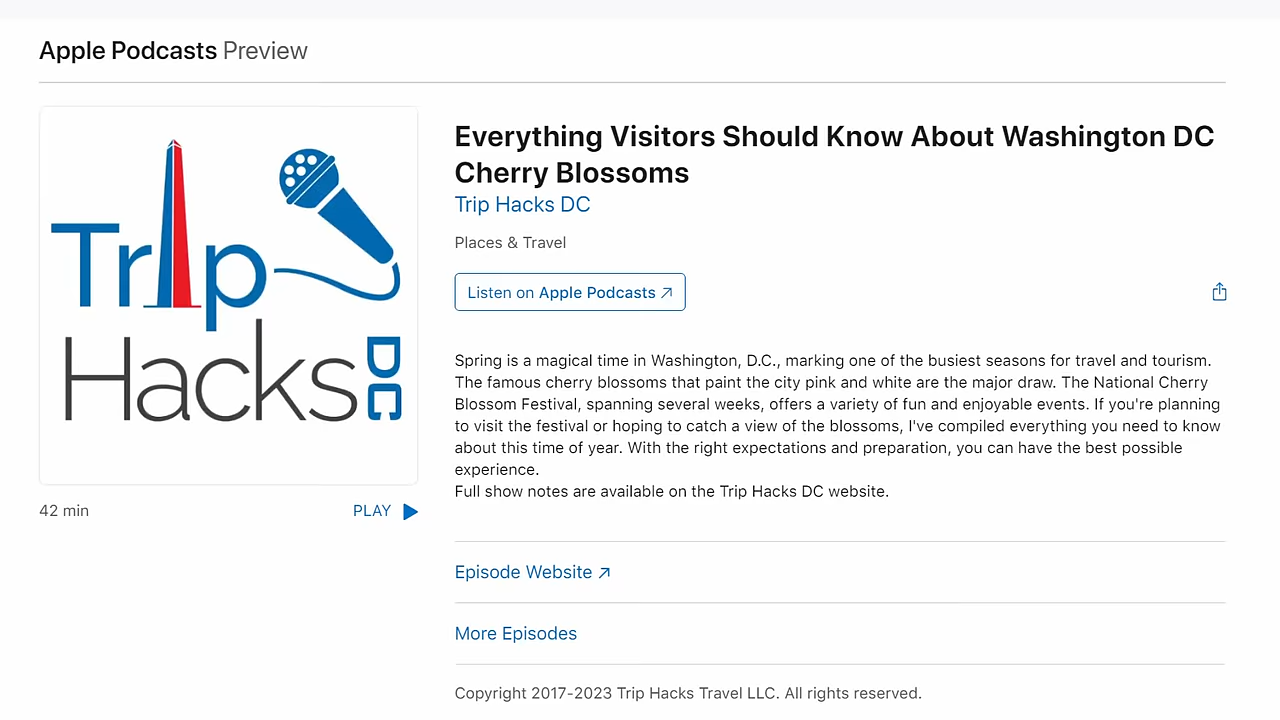 Apple Podcasts Preview
Trip
Hacks DC
42 min
PLAY
Everything Visitors Should Know About Washington DC
Cherry Blossoms
Trip Hacks DC
Places & Travel
Listen on Apple Podcasts ↗
Spring is a magical time in Washington, D.C., marking one of the busiest seasons for travel and tourism.
The famous cherry blossoms that paint the city pink and white are the major draw. The National Cherry
Blossom Festival, spanning several weeks, offers a variety of fun and enjoyable events. If you're planning
to visit the festival or hoping to catch a view of the blossoms, I've compiled everything you need to know
about this time of year. With the right expectations and preparation, you can have the best possible
experience.
Full show notes are available on the Trip Hacks DC website.
Episode Website ↗
More Episodes
Copyright 2017-2023 Trip Hacks Travel LLC. All rights reserved.